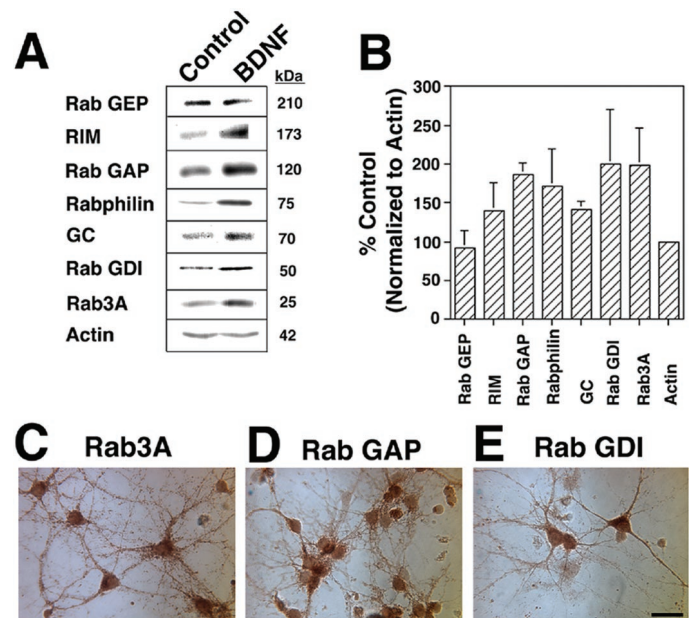 A
Control
BDNF
kDa
Rab GEP 210
RIM 173
Rab GAP 120
Rabphilin 75
GC 70
Rab GDI 50
Rab3A 25
Actin 42
B
% Control
(Normalized to Actin)
300
250
200
150
100
50
0
Rab GEP
RIM
Rab GAP
Rabphilin
GC
Rab GDI
Rab3A
Actin
C Rab3A
D Rab GAP
E Rab GDI